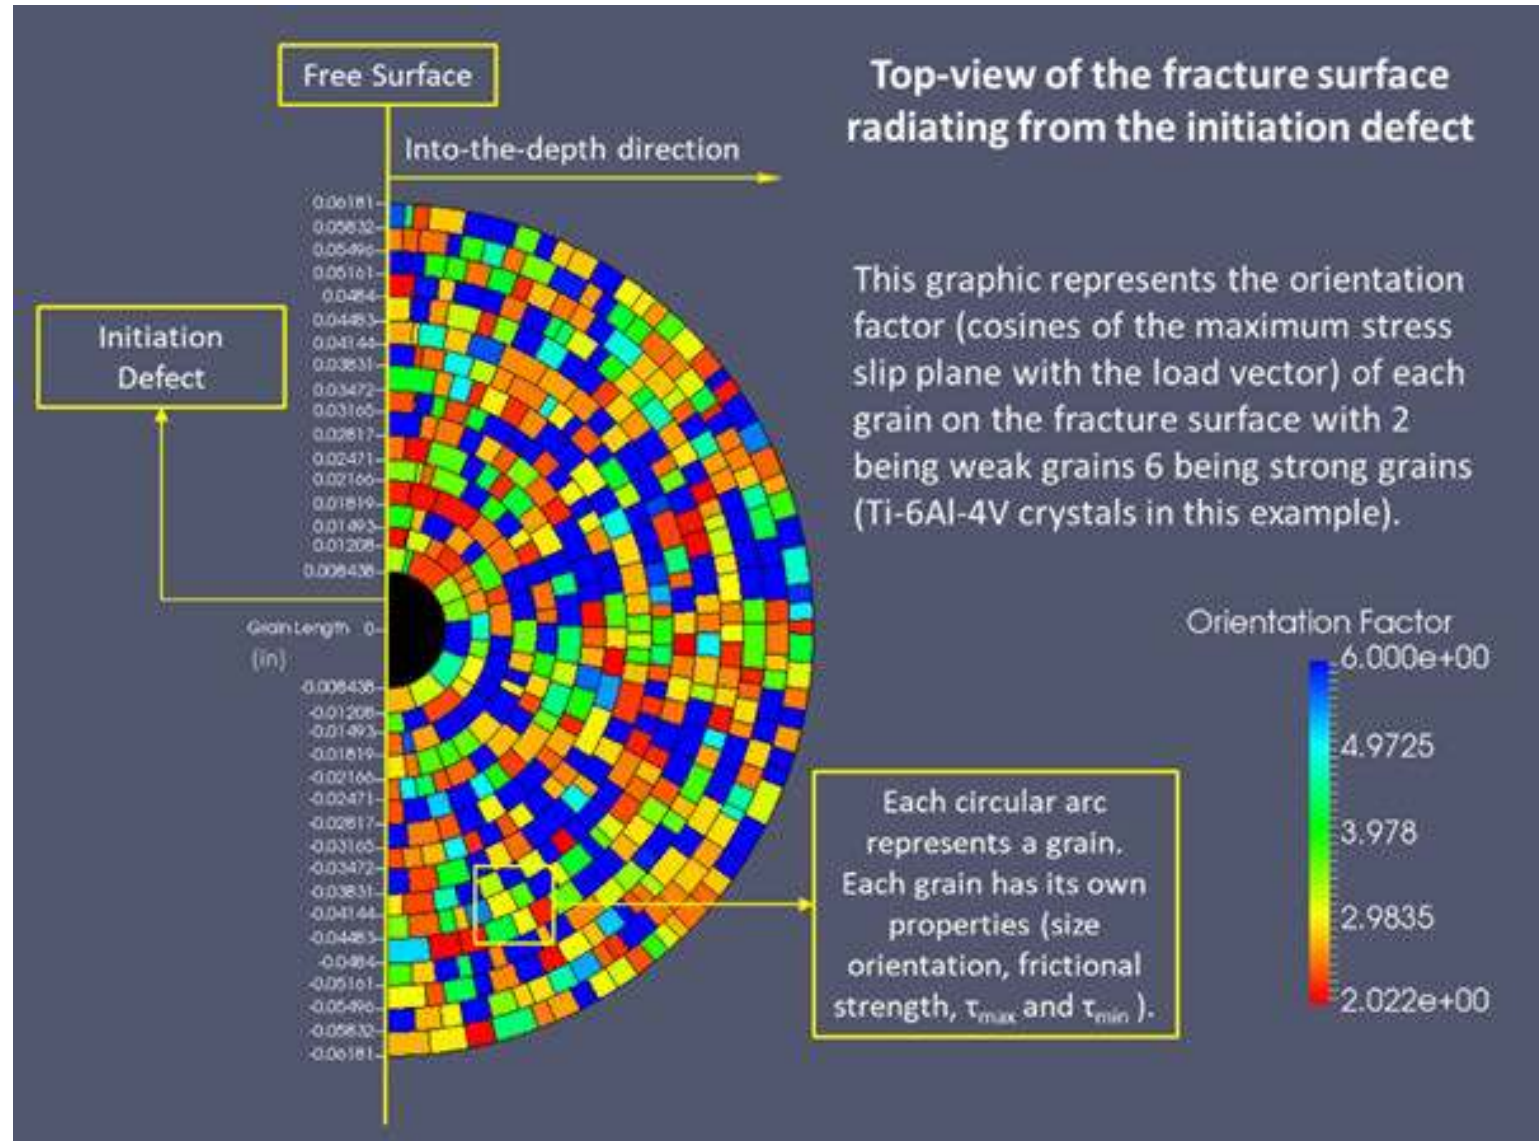 Free Surface
Top-view of the fracture surface
radiating from the initiation defect
Into-the-depth direction
0.06181
0.05832
0.05496
0.05161
0.0484
0.04483
0.04144
0.03831
0.03472
0.03165
0.02817
0.02471
0.02166
0.01819
0.01493
0.01208
0.008438
Grain Length 0
(in)
-0.008438
-0.01208
-0.01493
-0.01819
-0.02166
-0.02471
-0.02817
-0.03165
-0.03472
-0.03831
-0.04144
-0.04483
-0.0484
-0.05161
-0.05496
-0.05832
-0.06181
Initiation
Defect
This graphic represents the orientation
factor (cosines of the maximum stress
slip plane with the load vector) of each
grain on the fracture surface with 2
being weak grains 6 being strong grains
(Ti-6Al-4V crystals in this example).
Orientation Factor
6.000e+00
4.9725
3.978
2.9835
2.022e+00
Each circular arc
represents a grain.
Each grain has its own
properties (size
orientation, frictional
strength, τmax and τmin ).